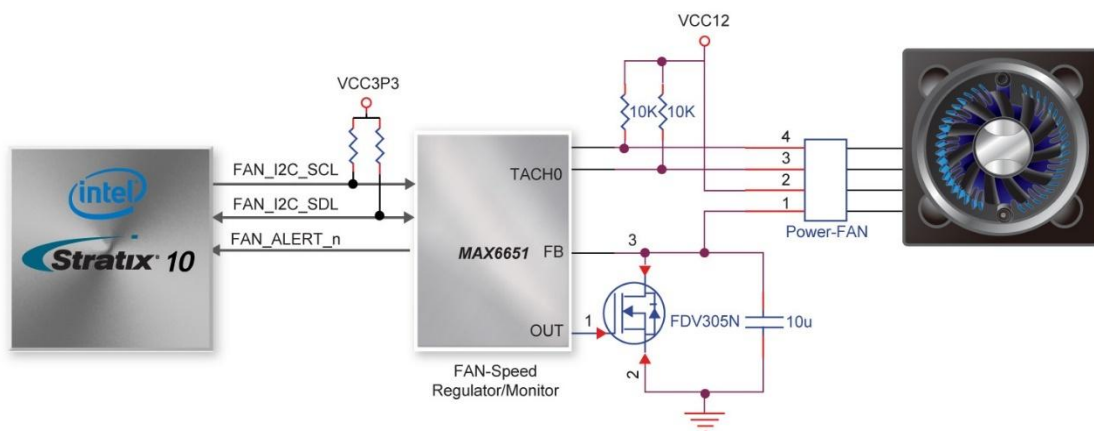 VCC12
VCC3P3
10K
10K
intel
Stratix 10
FAN_I2C_SCL
FAN_I2C_SDL
FAN_ALERT_n
TACH0
MAX6651
FB
OUT
4
3
2
1
Power-FAN
3
1
2
FDV305N
10u
FAN-Speed
Regulator/Monitor